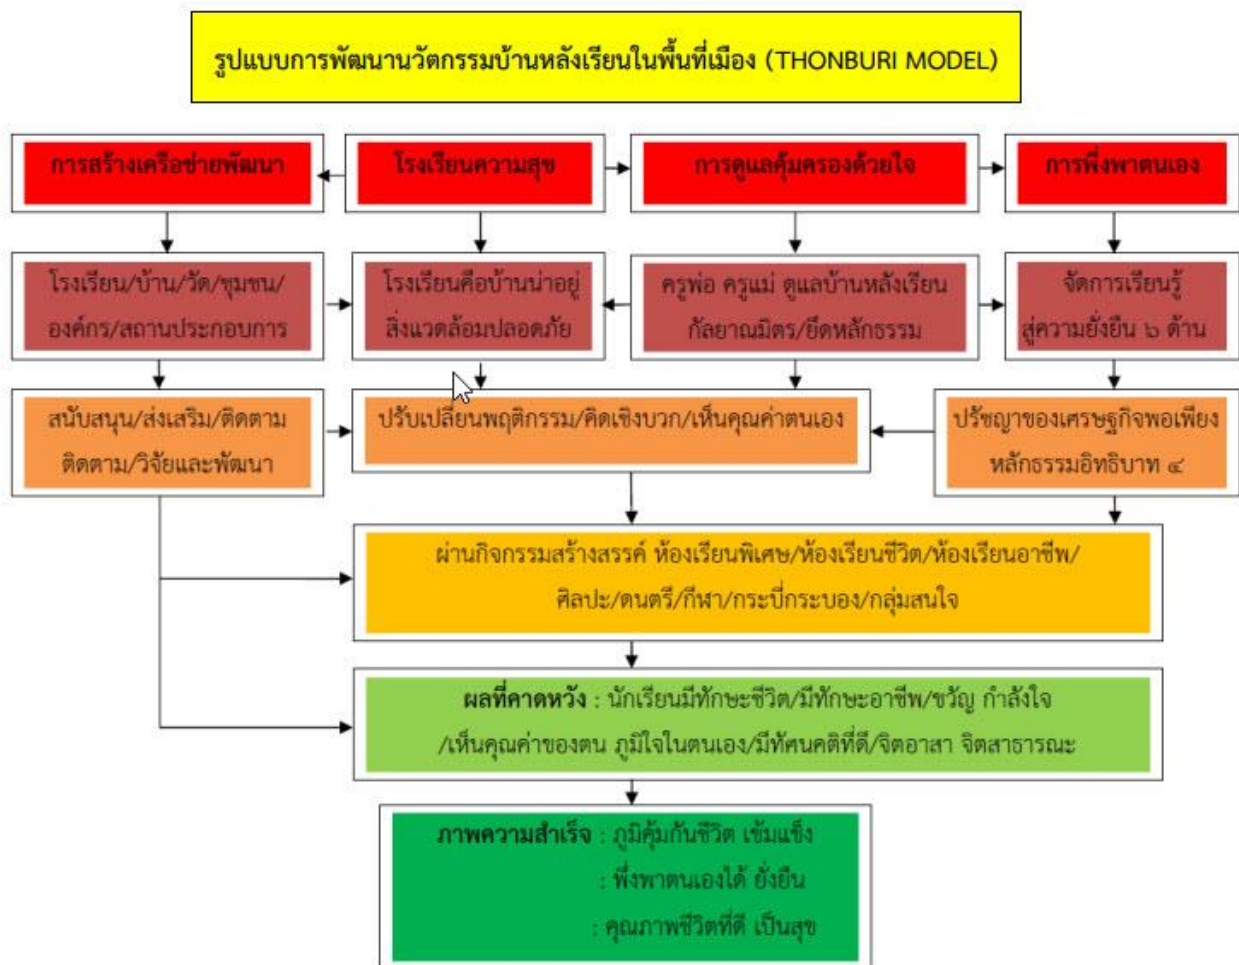 รูปแบบการพัฒนานวัตกรรมบ้านหลังเรียนในพื้นที่เมือง (THONBURI MODEL)
การสร้างเครือข่ายพัฒนา
โรงเรียนความสุข
การดูแลคุ้มครองด้วยใจ
การพึ่งพาตนเอง
โรงเรียน/บ้าน/วัด/ชุมชน/
องค์กร/สถานประกอบการ
โรงเรียนคือบ้านน่าอยู่
สิ่งแวดล้อมปลอดภัย
ครูพ่อ ครูแม่ ดูแลบ้านหลังเรียน
กัลยาณมิตร/ยึดหลักธรรม
จัดการเรียนรู้
สู่ความยั่งยืน ๖ ด้าน
สนับสนุน/ส่งเสริม/ติดตาม
ติดตาม/วิจัยและพัฒนา
ปรับเปลี่ยนพฤติกรรม/คิดเชิงบวก/เห็นคุณค่าตนเอง
ปรัชญาของเศรษฐกิจพอเพียง
หลักธรรมอิทธิบาท ๔
ผ่านกิจกรรมสร้างสรรค์ ห้องเรียนพิเศษ/ห้องเรียนชีวิต/ห้องเรียนอาชีพ/
ศิลปะ/ดนตรี/กีฬา/กระบี่กระบอง/กลุ่มสนใจ
ผลที่คาดหวัง : นักเรียนมีทักษะชีวิต/มีทักษะอาชีพ/ขวัญ กำลังใจ
/เห็นคุณค่าของตน ภูมิใจในตนเอง/มีทัศนคติที่ดี/จิตอาสา จิตสาธารณะ
ภาพความสำเร็จ : ภูมิคุ้มกันชีวิต เข้มแข็ง
: พึ่งพาตนเองได้ ยั่งยืน
: คุณภาพชีวิตที่ดี เป็นสุข